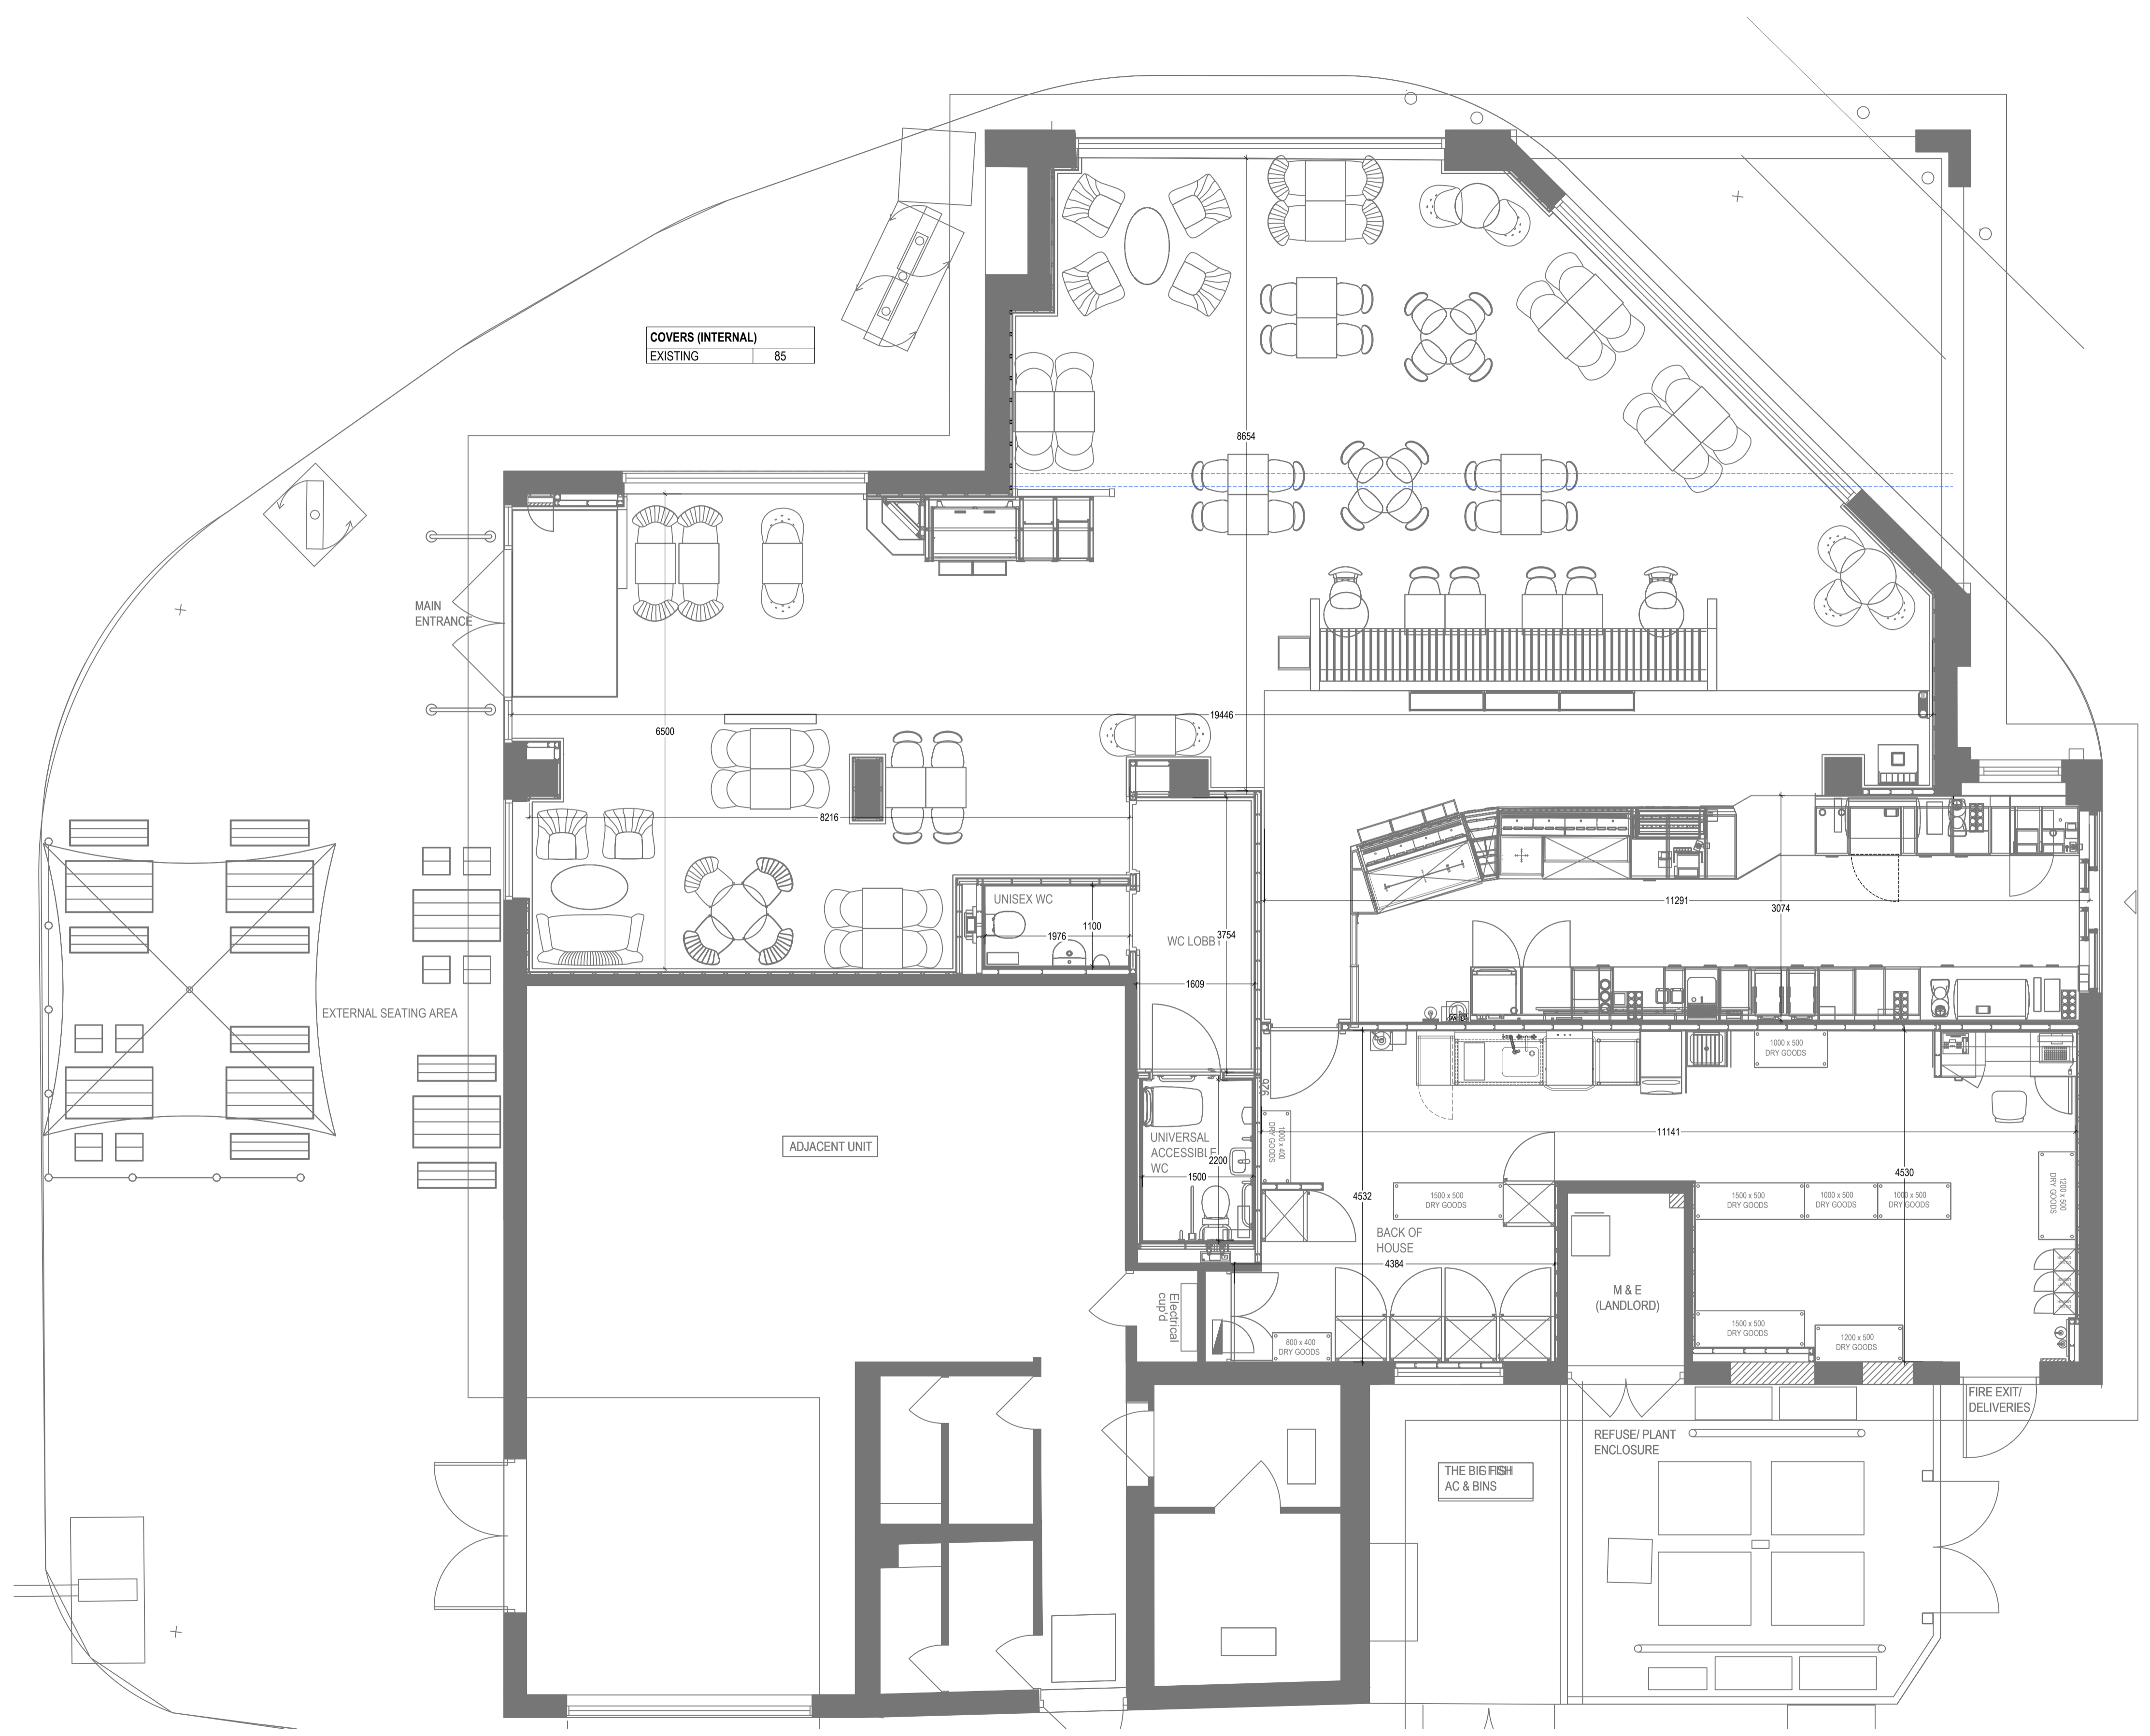 COVERS (INTERNAL)
EXISTING 85
8654
MAIN
ENTRANCE
19446
6500
8216
UNISEX WC
1100
1976
WC LOBBY
3754
11291
3074
1609
EXTERNAL SEATING AREA
1000 x 500
DRY GOODS
926
1000 x 400
DRY GOODS
11141
ADJACENT UNIT
UNIVERSAL
ACCESSIBLE
WC
2200
1500
4532
4530
1500 x 500
DRY GOODS
1500 x 500
DRY GOODS
1000 x 500
DRY GOODS
1000 x 500
DRY GOODS
1200 x 500
DRY GOODS
BACK OF
HOUSE
4384
M & E
(LANDLORD)
Electrical
cup'd
800 x 400
DRY GOODS
1500 x 500
DRY GOODS
1200 x 500
DRY GOODS
FIRE EXIT/
DELIVERIES
REFUSE/ PLANT
ENCLOSURE
THE BIG FISH
AC & BINS